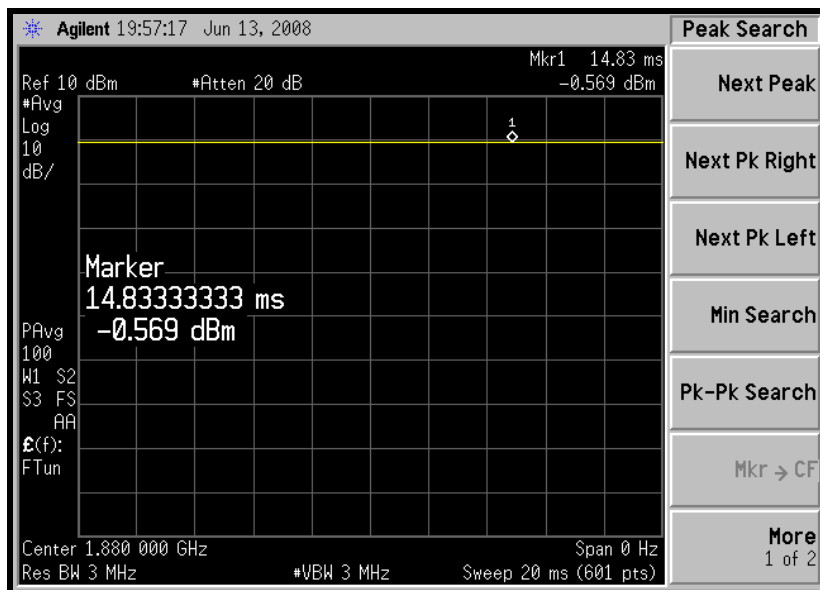 Agilent 19:57:17 Jun 13, 2008
Peak Search
Mkr1 14.83 ms
Ref 10 dBm #Atten 20 dB -0.569 dBm
Next Peak
#Avg
Log
1
10
dB/
Next Pk Right
Next Pk Left
Marker
14.83333333 ms
-0.569 dBm
Min Search
PAvg
100
W1 S2
S3 FS
AA
Pk-Pk Search
£(f):
FTun
Mkr → CF
Center 1.880 000 GHz Span 0 Hz
Res BW 3 MHz #VBW 3 MHz Sweep 20 ms (601 pts)
More
1 of 2